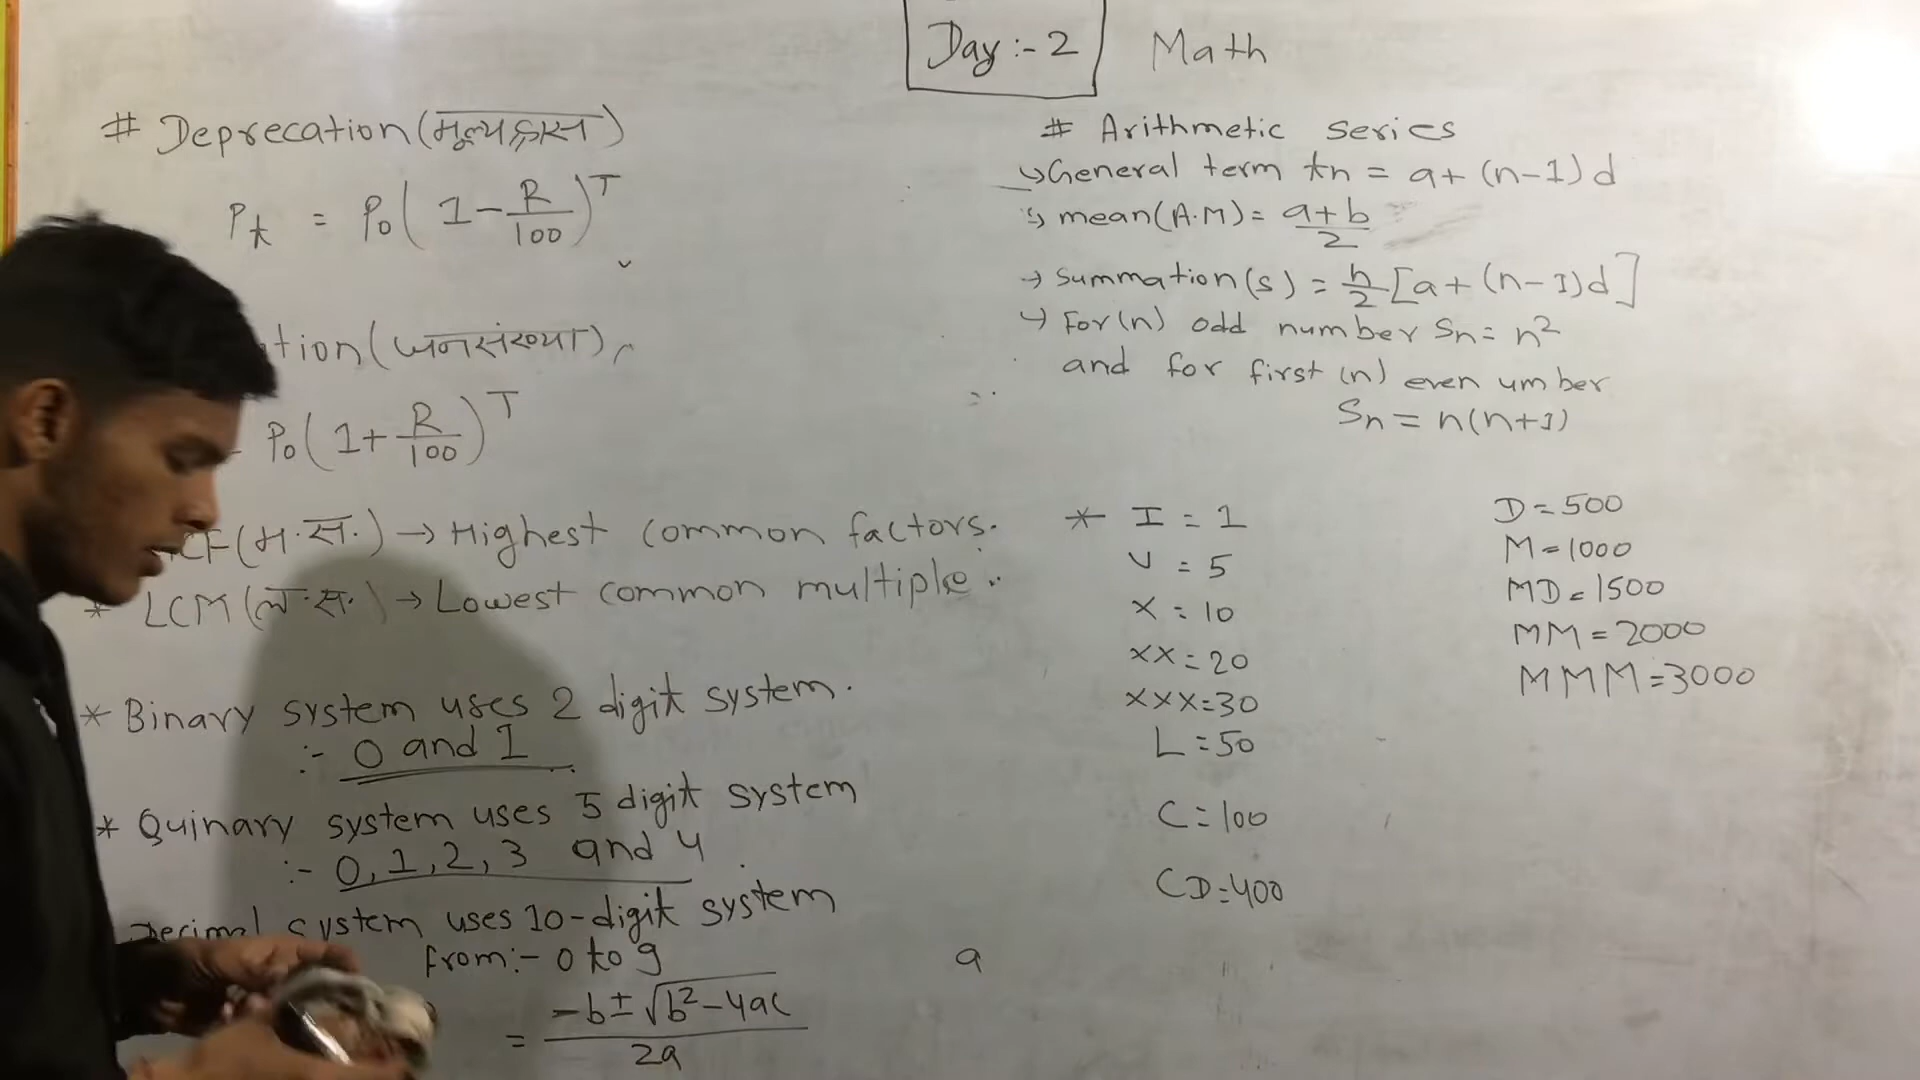 Day :- 2 Math
# Deprecation (मूल्यह्रास)
Pt = P0(1 - R/100)^T
tion (जनसंख्या)
P0(1 + R/100)^T
CF (म.स.) → Highest common factors.
* LCM (ल.स.) → Lowest common multiple.
* Binary system uses 2 digit system.
:- 0 and 1
* Quinary system uses 5 digit system
:- 0, 1, 2, 3 and 4
Decimal system uses 10-digit system
from :- 0 to 9
= -b ± √b² - 4ac / 2a
# Arithmetic series
↳ General term tn = a + (n-1)d
↳ mean (A.M) = a+b/2
→ Summation (s) = n/2 [a + (n-1)d]
↳ For (n) odd number Sn = n²
and for first (n) even umber
Sn = n(n+1)
* I = 1
V = 5
X = 10
XX = 20
XXX = 30
L = 50
C = 100
CD = 400
D = 500
M = 1000
MD = 1500
MM = 2000
MMM = 3000
a